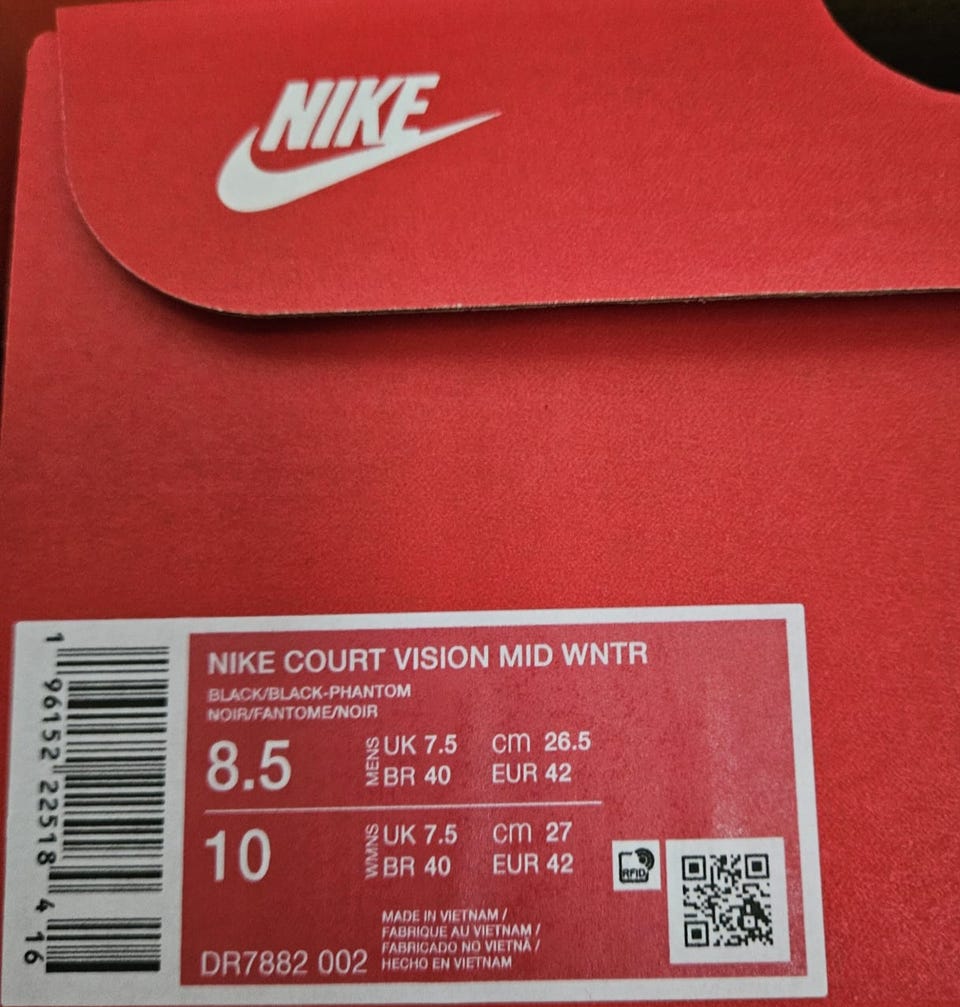 NIKE
NIKE COURT VISION MID WNTR
BLACK/BLACK-PHANTOM
NOIR/FANTOME/NOIR
8.5
MENS
UK 7.5 cm 26.5
BR 40 EUR 42
10
WMNS
UK 7.5 cm 27
BR 40 EUR 42
RFID
MADE IN VIETNAM /
FABRIQUE AU VIETNAM /
FABRICADO NO VIETNÃ /
HECHO EN VIETNAM
DR7882 002
1 96152 22518 4 16